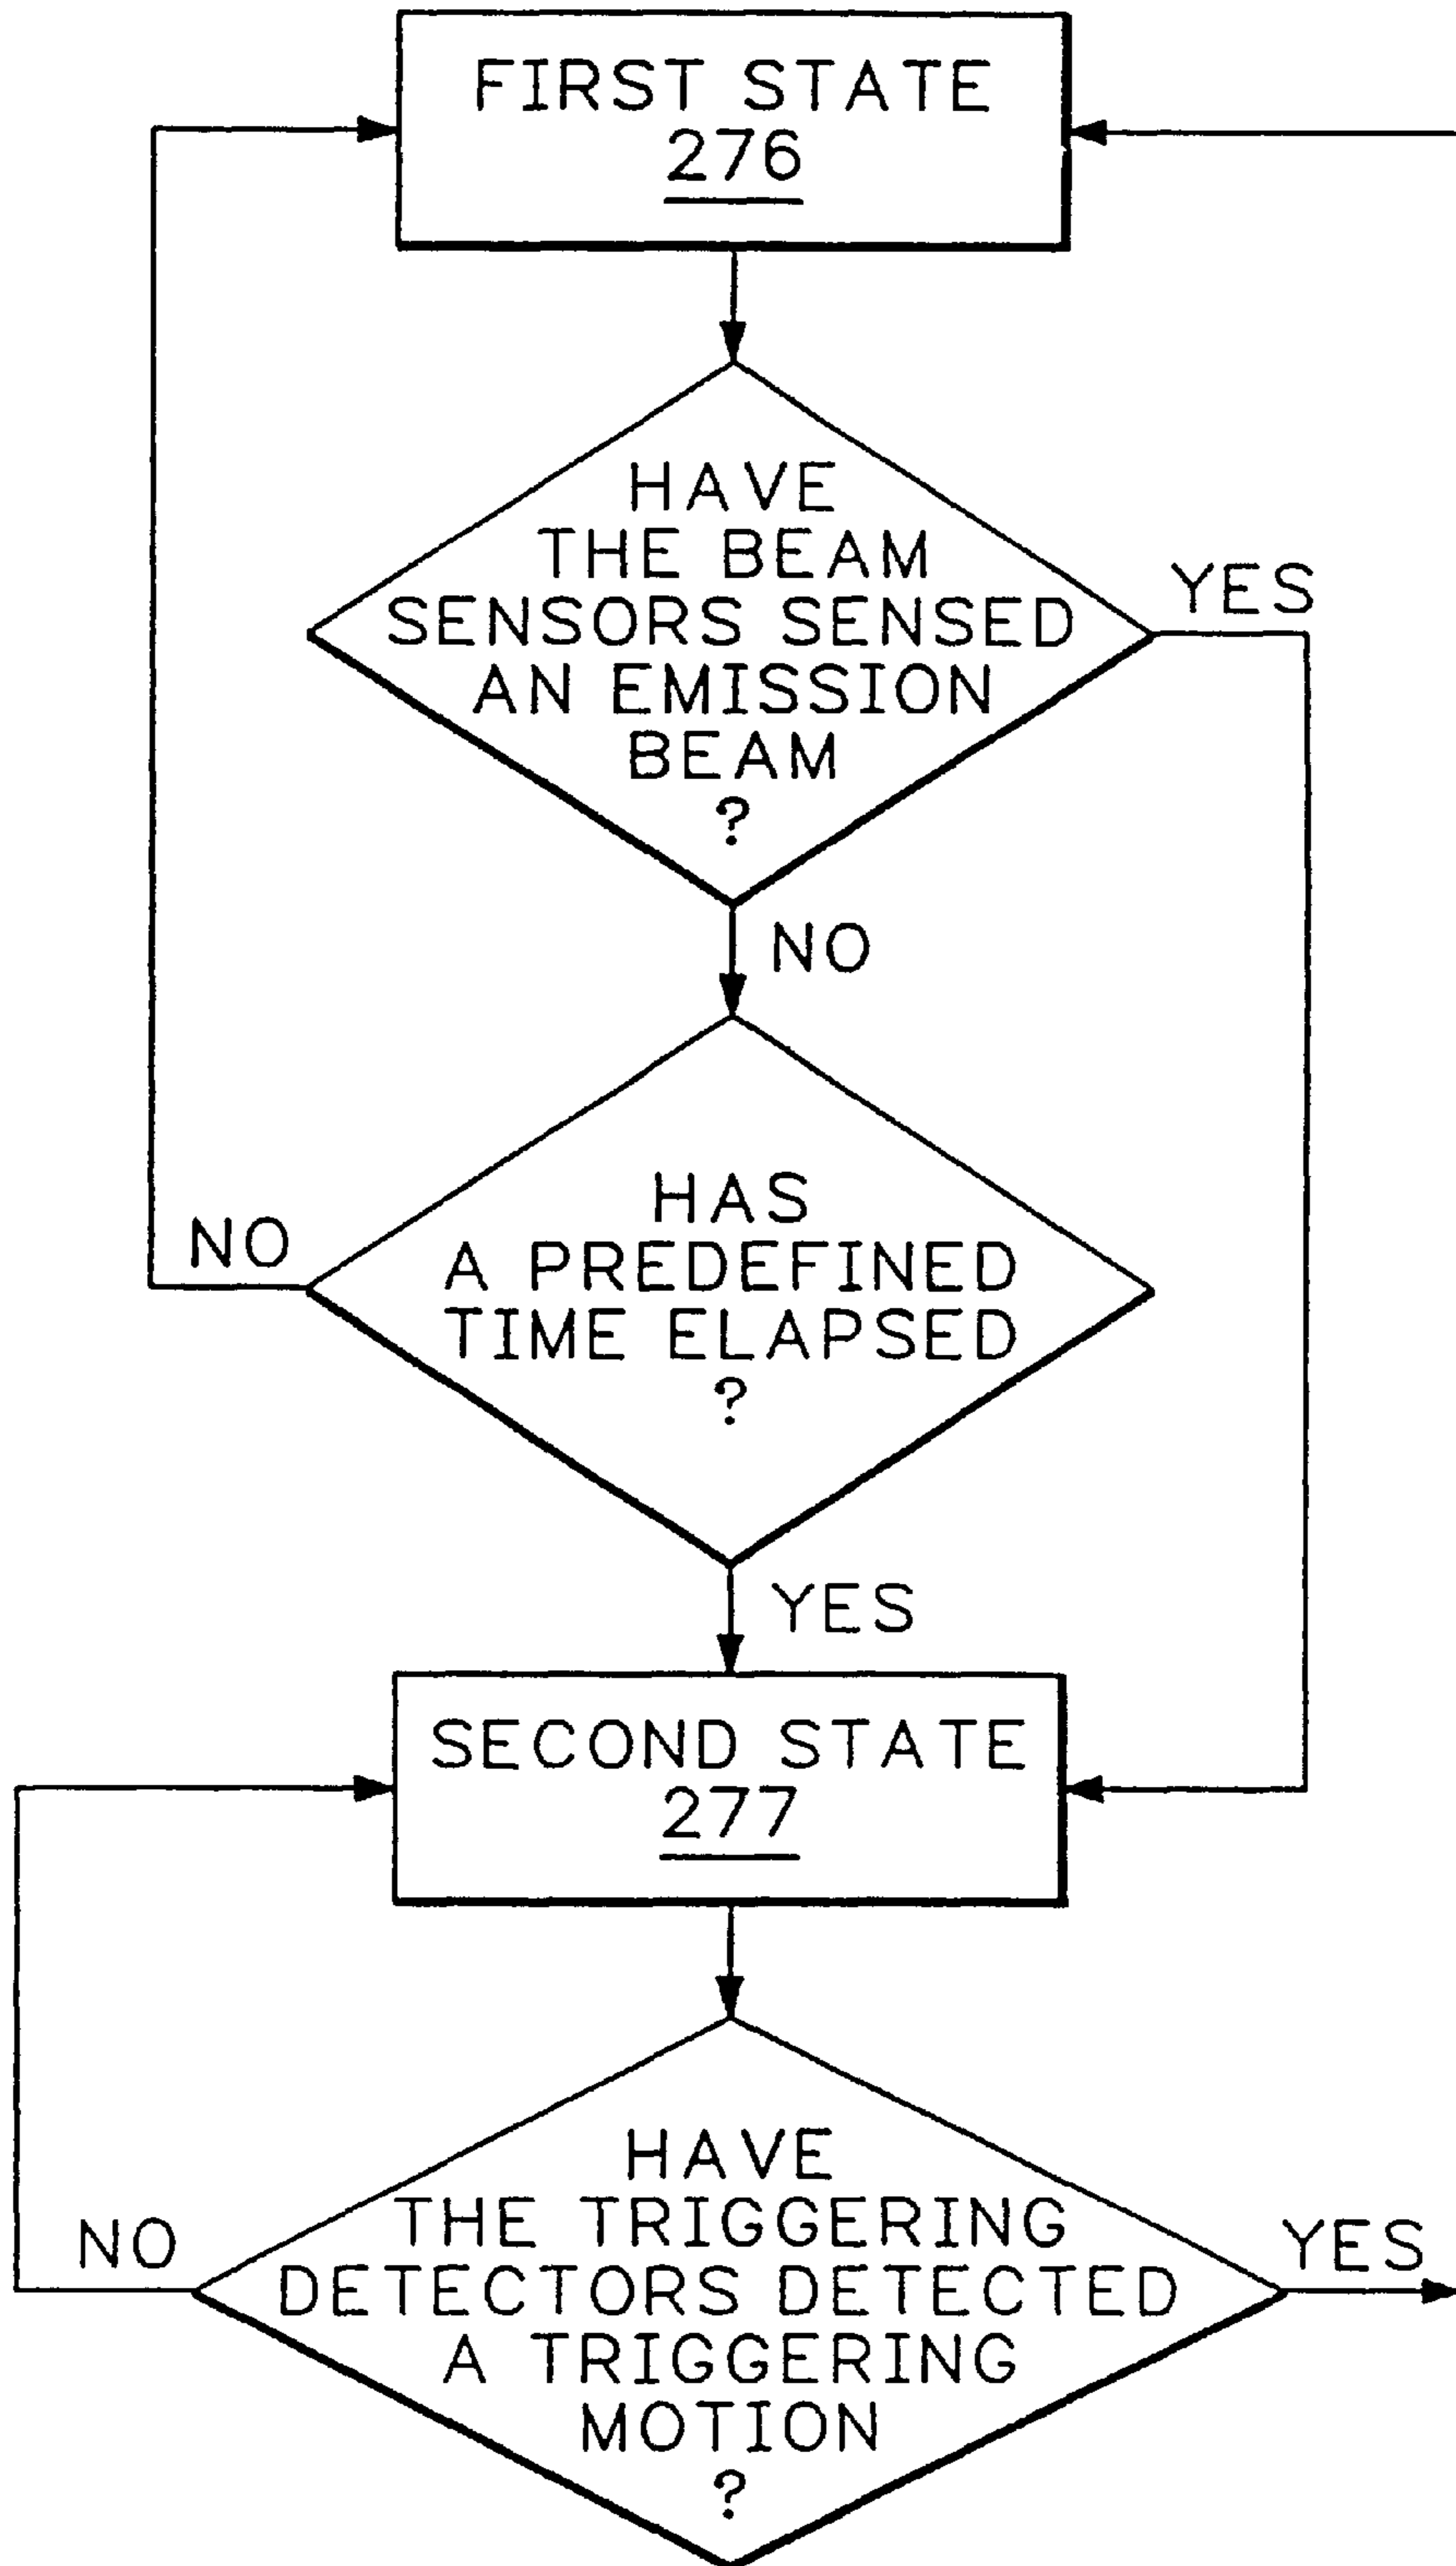 FIRST STATE
276
HAVE
THE BEAM
SENSORS SENSED
AN EMISSION
BEAM
?
YES
NO
HAS
A PREDEFINED
TIME ELAPSED
?
NO
YES
SECOND STATE
277
HAVE
THE TRIGGERING
DETECTORS DETECTED
A TRIGGERING
MOTION
?
NO
YES